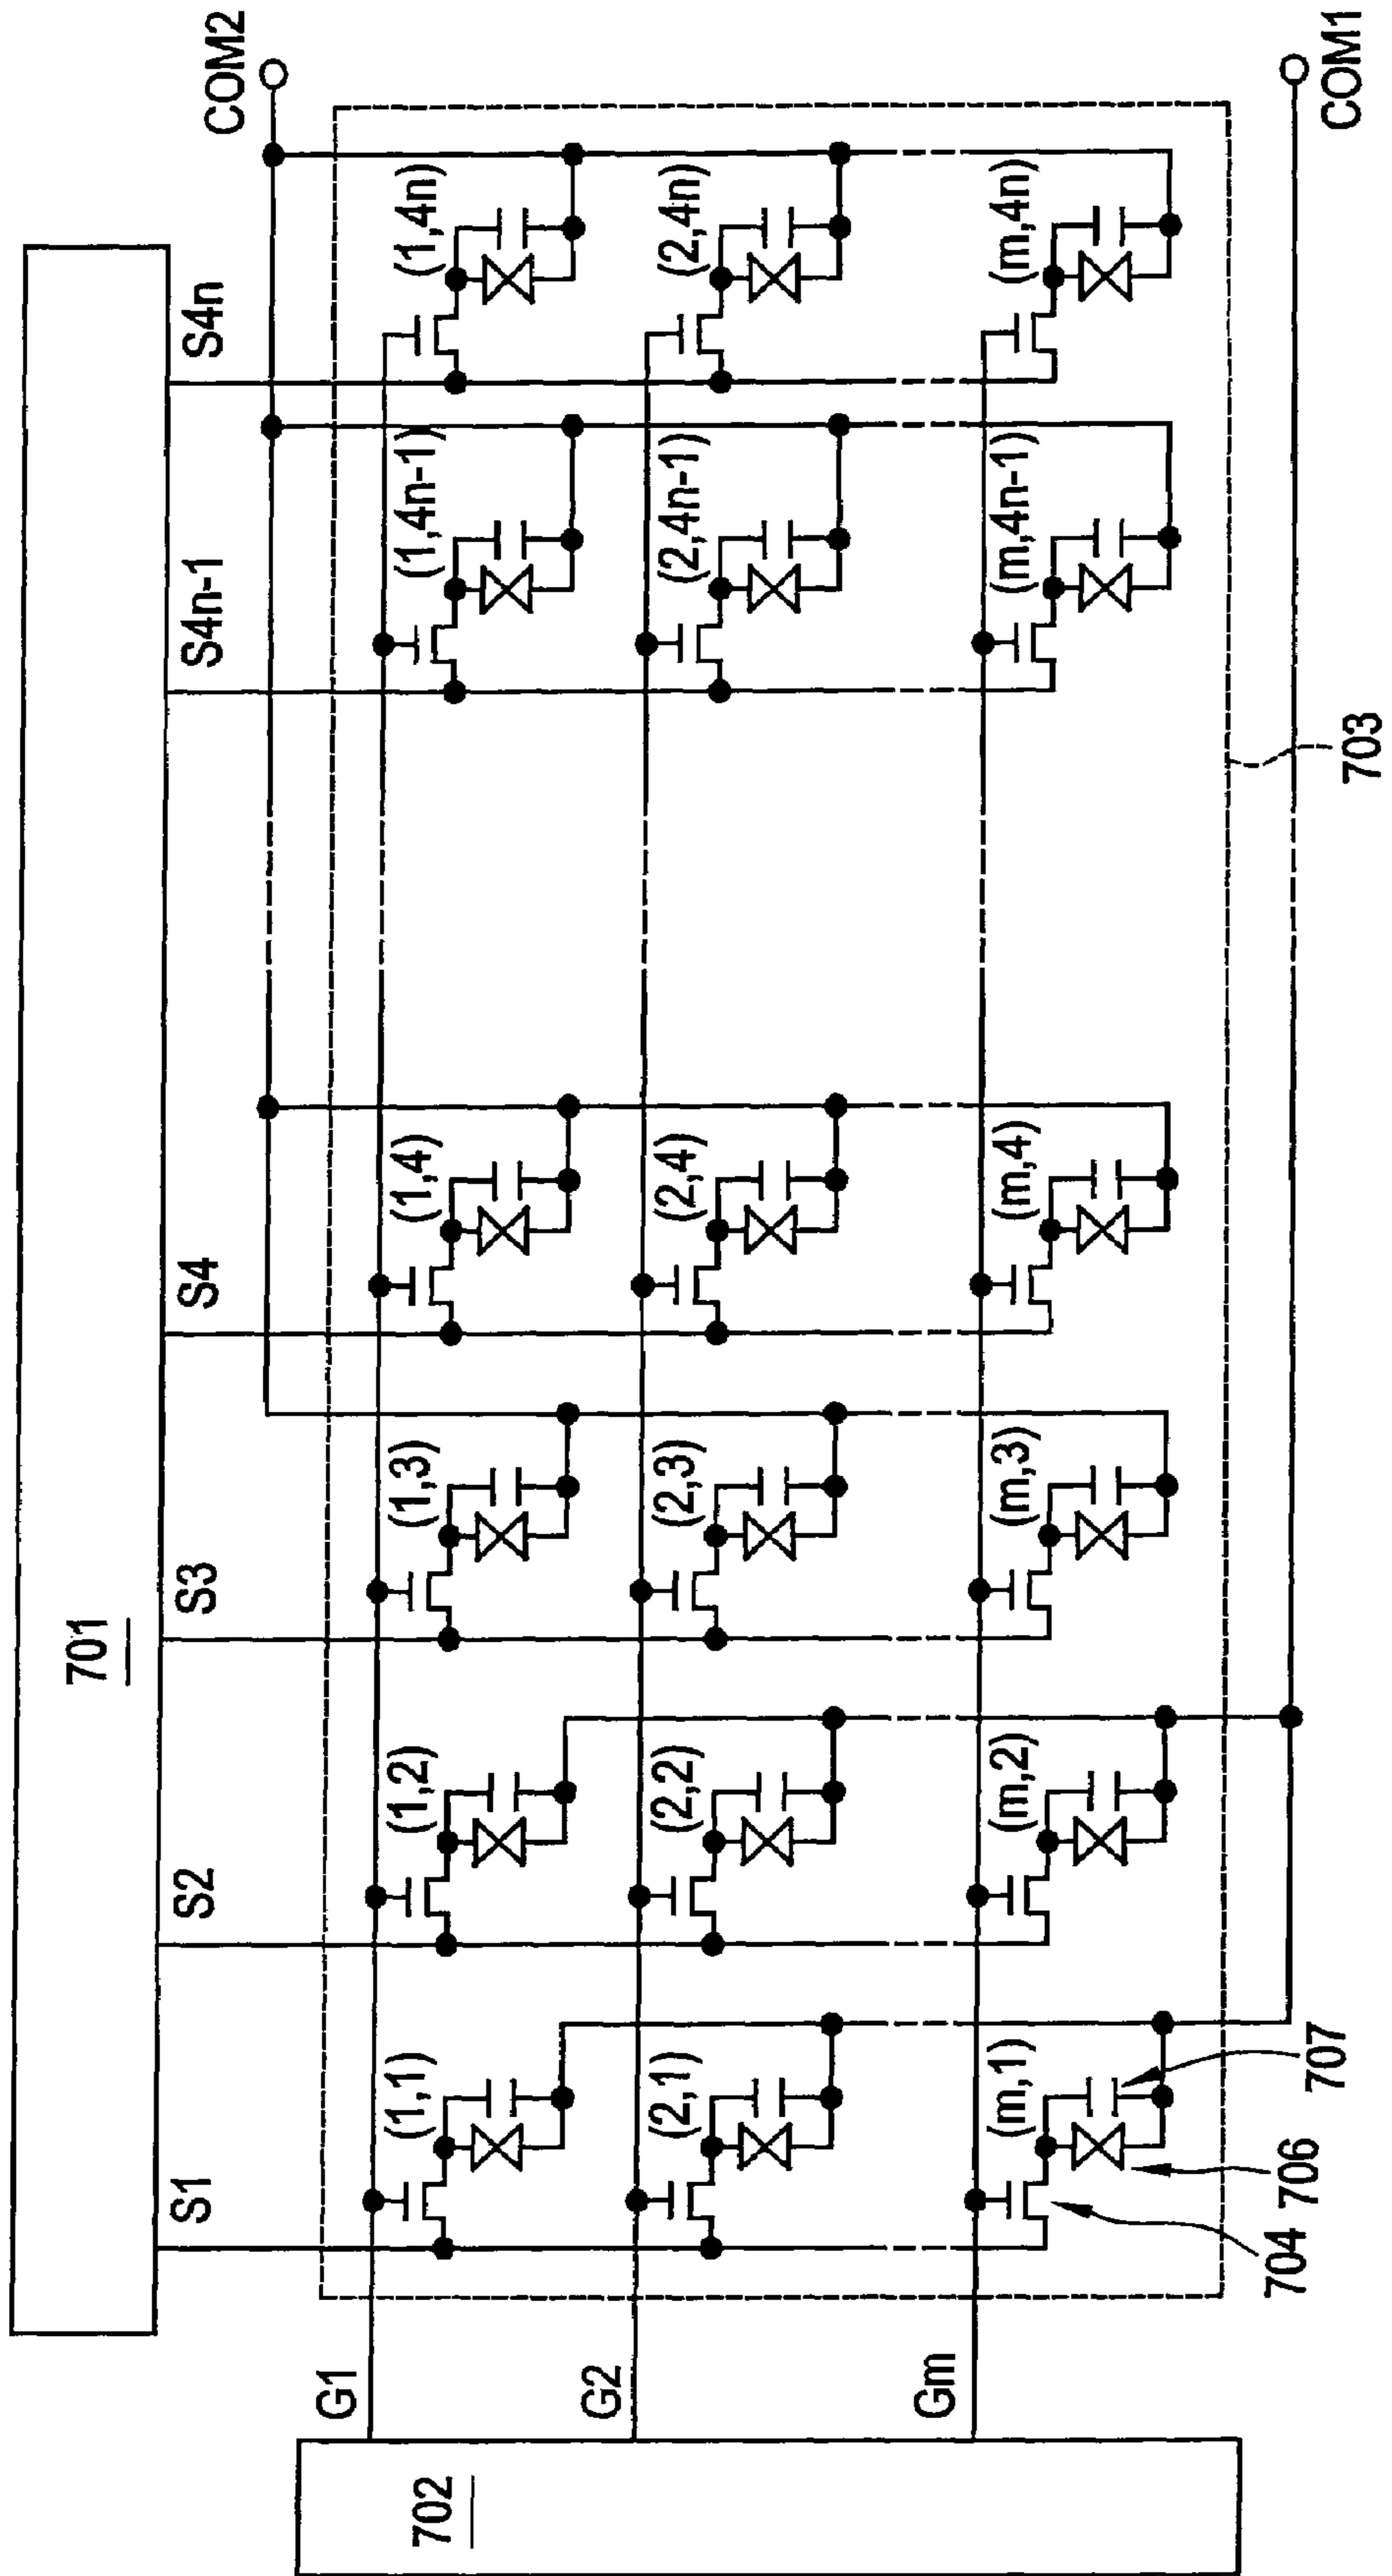 701
S1 S2 S3 S4 S4n-1 S4n
COM2
G1 (1,1) (1,2) (1,3) (1,4) (1,4n-1) (1,4n)
G2 (2,1) (2,2) (2,3) (2,4) (2,4n-1) (2,4n)
Gm (m,1) (m,2) (m,3) (m,4) (m,4n-1) (m,4n)
702
704 706 707
703
COM1